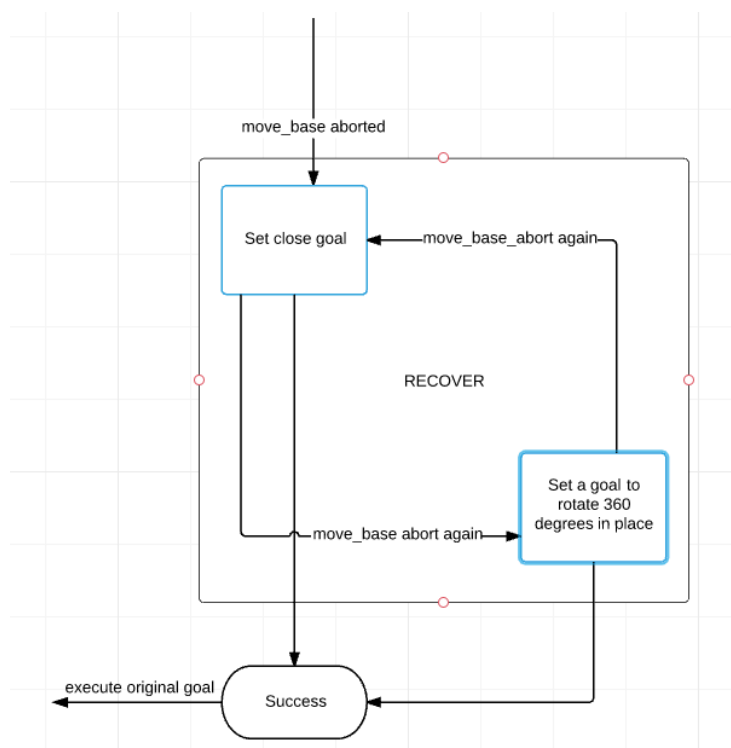 move_base aborted
Set close goal
move_base_abort again
RECOVER
Set a goal to
rotate 360
degrees in place
move_base abort again
execute original goal
Success